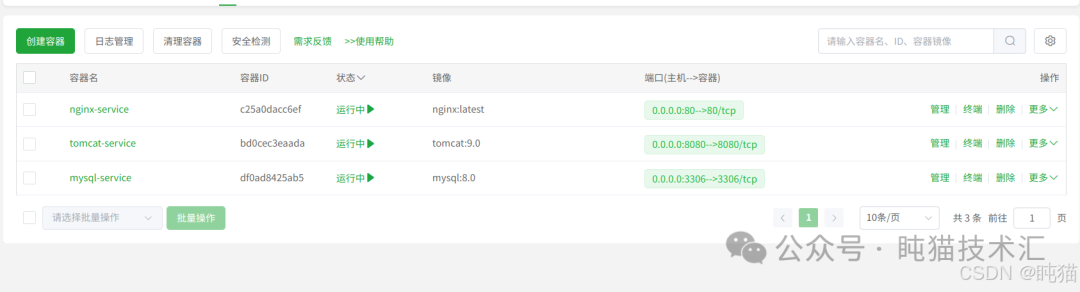 创建容器 日志管理 清理容器 安全检测 需求反馈 >>使用帮助 请输入容器名、ID、容器镜像
容器名 容器ID 状态 镜像 端口(主机-->容器) 操作
nginx-service c25a0dacc6ef 运行中 nginx:latest 0.0.0.0:80-->80/tcp 管理 终端 删除 更多
tomcat-service bd0cec3eaada 运行中 tomcat:9.0 0.0.0.0:8080-->8080/tcp 管理 终端 删除 更多
mysql-service df0ad8425ab5 运行中 mysql:8.0 0.0.0.0:3306-->3306/tcp 管理 终端 删除 更多
请选择批量操作 批量操作 1 10条/页 共 3 条 前往 1 页
公众号 · 盹猫技术汇
CSDN @盹猫